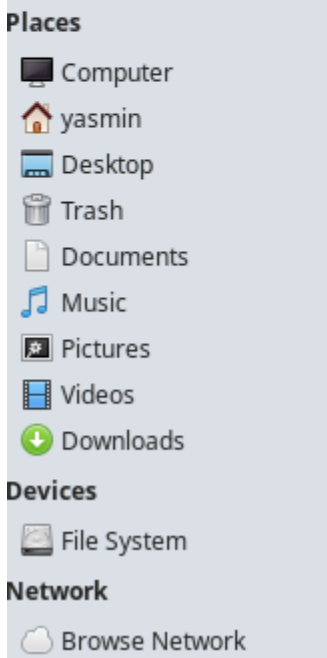 Places
Computer
yasmin
Desktop
Trash
Documents
Music
Pictures
Videos
Downloads
Devices
File System
Network
Browse Network